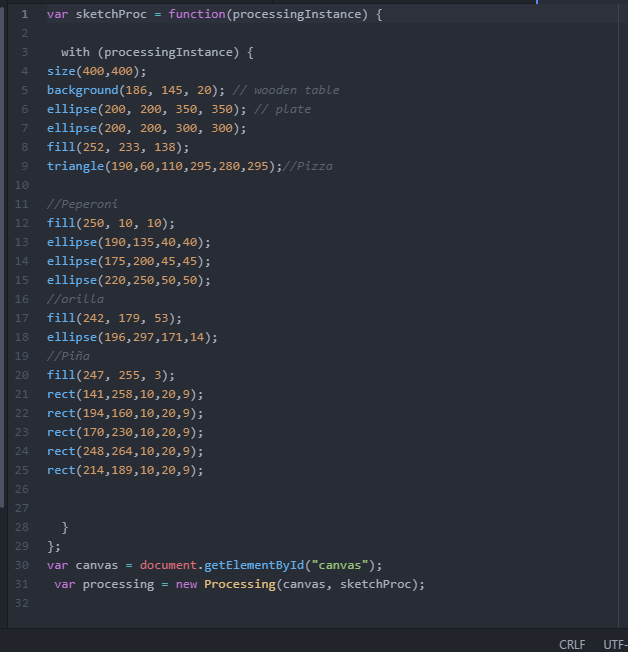 1 var sketchProc = function(processingInstance) {
2
3 with (processingInstance) {
4 size(400,400);
5 background(186, 145, 20); // wooden table
6 ellipse(200, 200, 350, 350); // plate
7 ellipse(200, 200, 300, 300);
8 fill(252, 233, 138);
9 triangle(190,60,110,295,280,295);//Pizza
10
11 //Peperoni
12 fill(250, 10, 10);
13 ellipse(190,135,40,40);
14 ellipse(175,200,45,45);
15 ellipse(220,250,50,50);
16 //orilla
17 fill(242, 179, 53);
18 ellipse(196,297,171,14);
19 //Piña
20 fill(247, 255, 3);
21 rect(141,258,10,20,9);
22 rect(194,160,10,20,9);
23 rect(170,230,10,20,9);
24 rect(248,264,10,20,9);
25 rect(214,189,10,20,9);
26
27
28 }
29 };
30 var canvas = document.getElementById("canvas");
31 var processing = new Processing(canvas, sketchProc);
32
CRLF UTF-